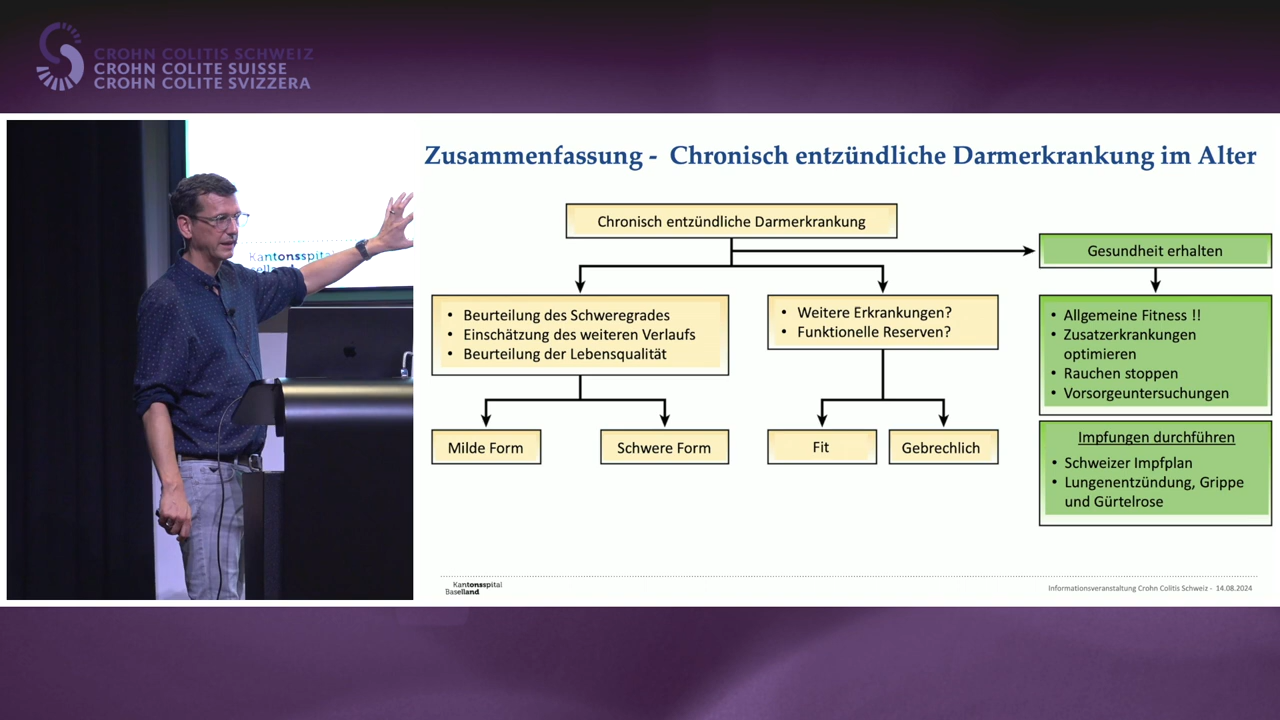 CROHN COLITIS SCHWEIZ
CROHN COLITE SUISSE
CROHN COLITE SVIZZERA
Kantonsspita
Zusammenfassung - Chronisch entzündliche Darmerkrankung im Alter
Chronisch entzündliche Darmerkrankung
Gesundheit erhalten
• Beurteilung des Schweregrades
• Einschätzung des weiteren Verlaufs
• Beurteilung der Lebensqualität
• Weitere Erkrankungen?
• Funktionelle Reserven?
• Allgemeine Fitness !!
• Zusatzerkrankungen
optimieren
• Rauchen stoppen
• Vorsorgeuntersuchungen
Milde Form
Schwere Form
Fit
Gebrechlich
Impfungen durchführen
• Schweizer Impfplan
• Lungenentzündung, Grippe
und Gürtelrose
Kantonsspital
Baselland
Informationsveranstaltung Crohn Colitis Schweiz - 14.08.2024